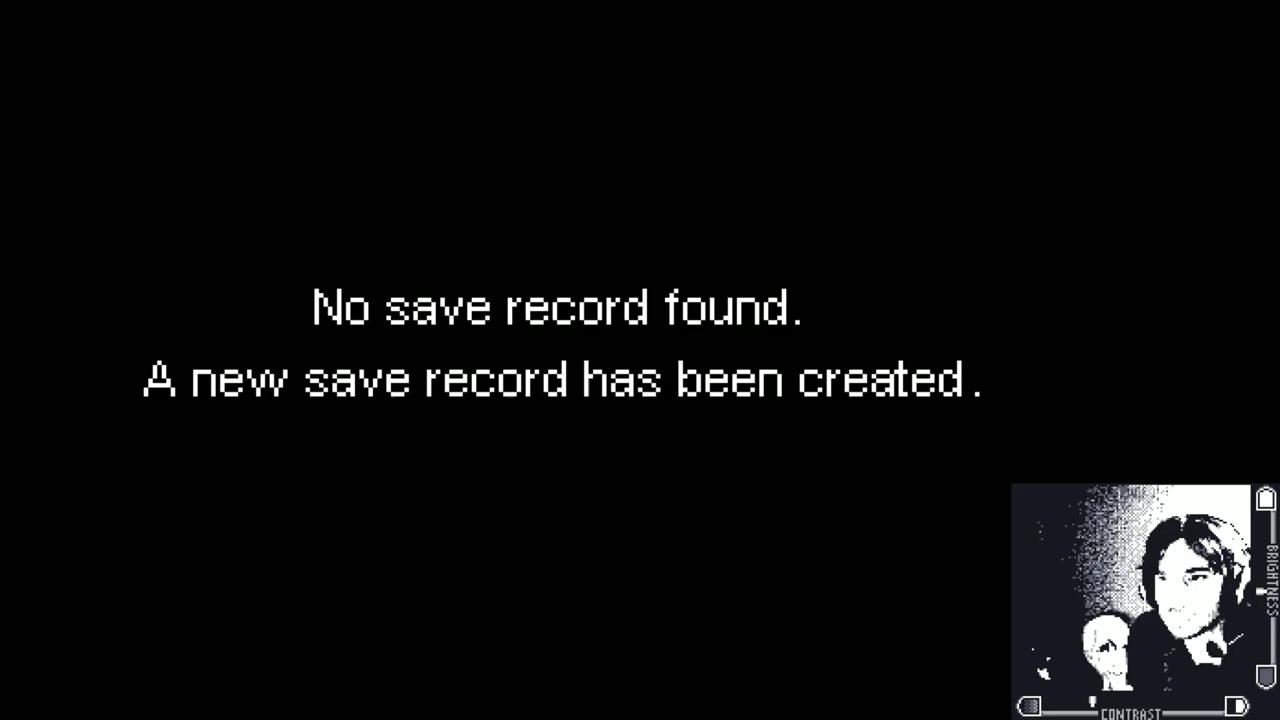 No save record found.
A new save record has been created.
BRIGHTNESS
CONTRAST